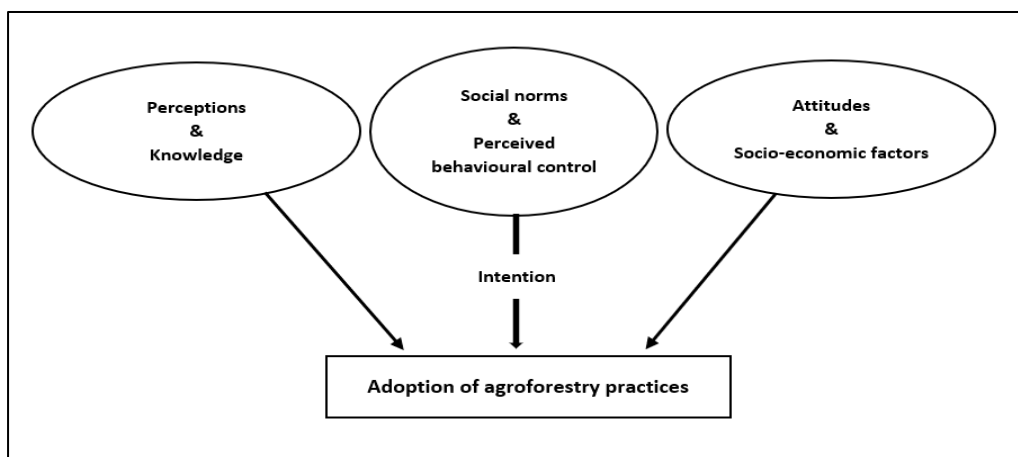 Perceptions
&
Knowledge
Social norms
&
Perceived
behavioural control
Attitudes
&
Socio-economic factors
Intention
Adoption of agroforestry practices